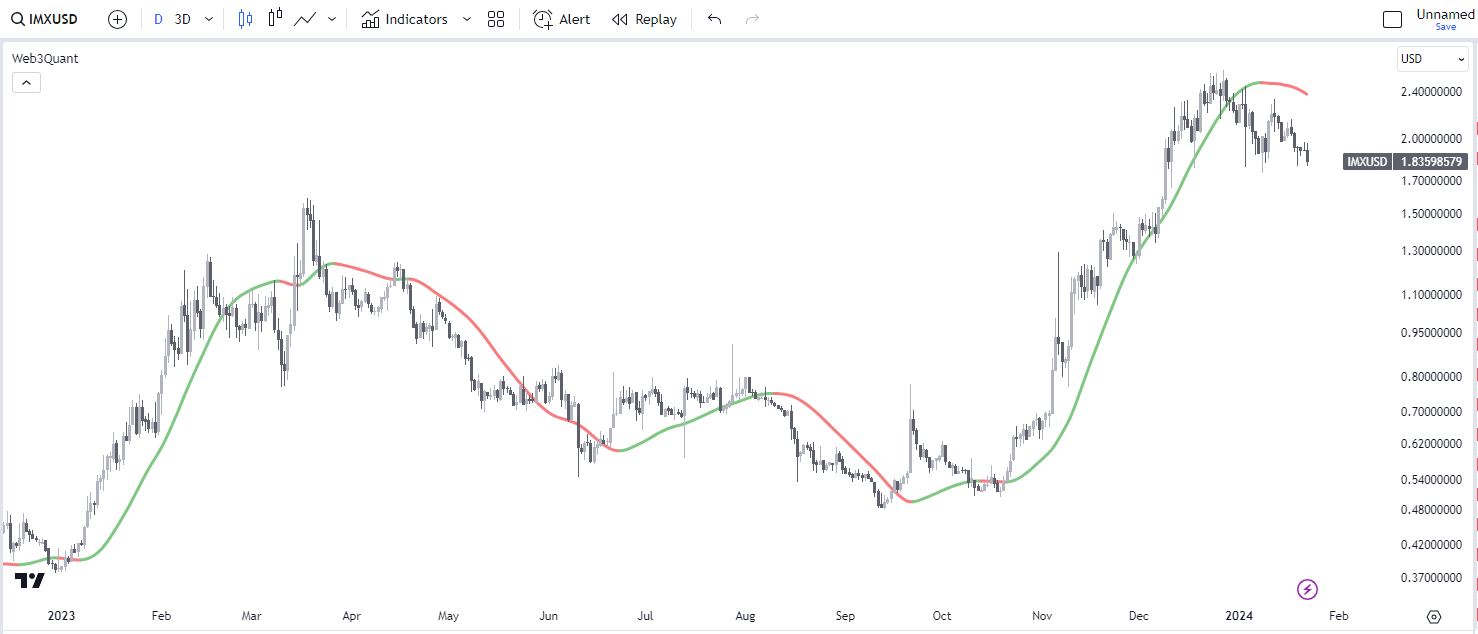 IMXUSD D 3D Indicators Alert Replay Unnamed
Save
Web3Quant
USD
2.40000000
2.00000000
IMXUSD 1.83598579
1.70000000
1.50000000
1.30000000
1.10000000
0.95000000
0.80000000
0.70000000
0.62000000
0.54000000
0.48000000
0.42000000
0.37000000
2023 Feb Mar Apr May Jun Jul Aug Sep Oct Nov Dec 2024 Feb